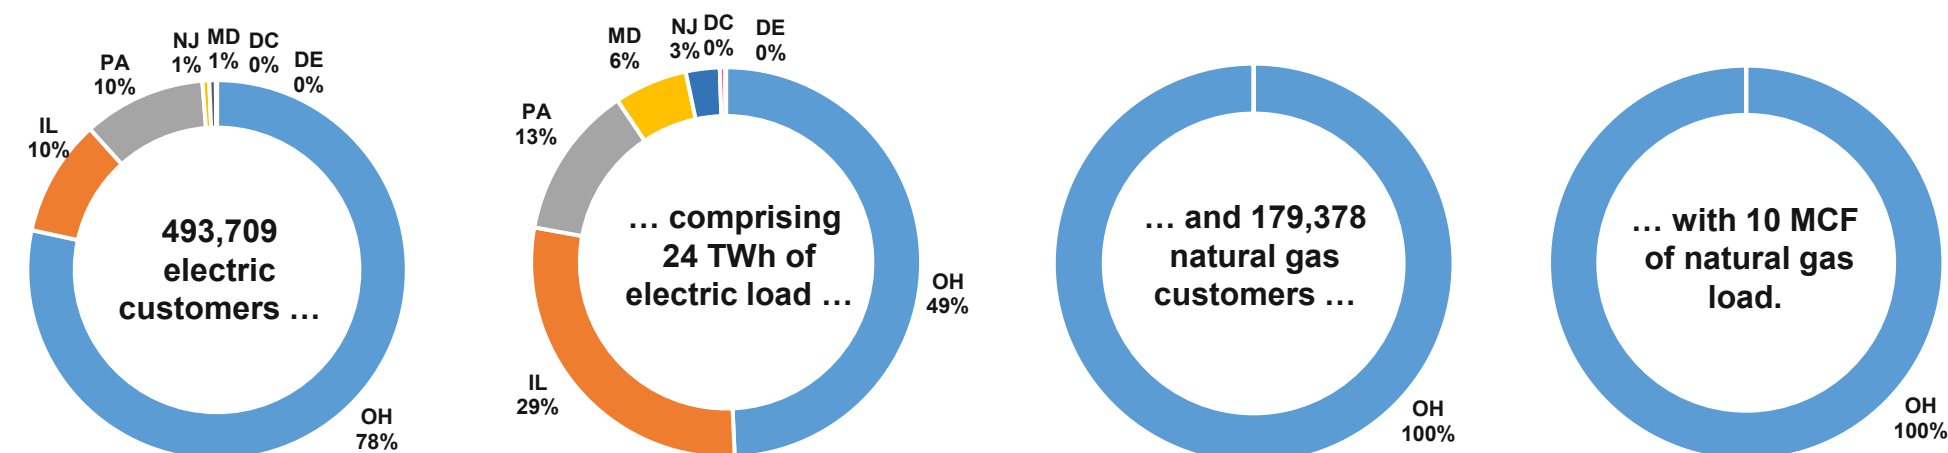 NJ
1%
MD
1%
DC
0%
DE
0%
PA
10%
IL
10%
493,709
electric
customers …
OH
78%
NJ
3%
DC
0%
DE
0%
MD
6%
PA
13%
… comprising
24 TWh of
electric load …
OH
49%
IL
29%
… and 179,378
natural gas
customers …
OH
100%
… with 10 MCF
of natural gas
load.
OH
100%